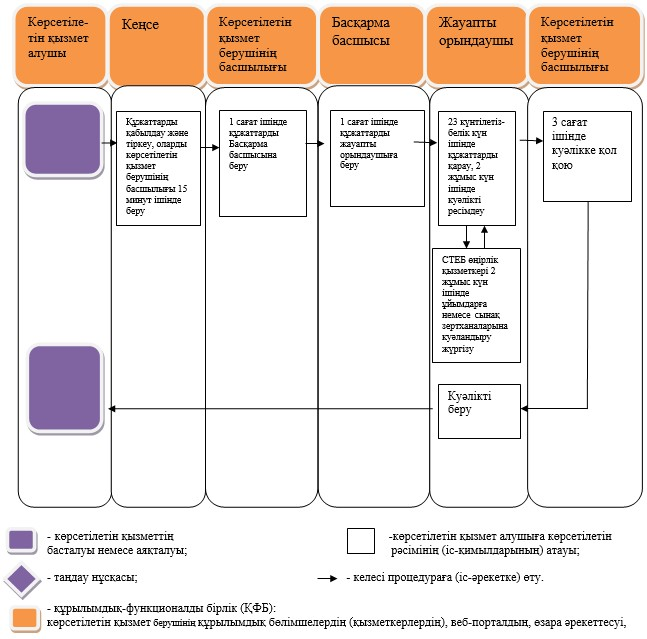 Көрсетіле-
тін қызмет
алушы
Кеңсе
Көрсетілетін
қызмет
берушінің
басшылығы
Басқарма
басшысы
Жауапты
орындаушы
Көрсетілетін
қызмет
берушінің
басшылығы
Құжаттарды
қабылдау және
тіркеу, оларды
көрсетілетін
қызмет
берушінің
басшылығы 15
минут ішінде
беру
1 сағат ішінде
құжаттарды
Басқарма
басшысына
беру
1 сағат ішінде
құжаттарды
жауапты
орындаушыға
беру
23 күнтілетіз-
белік күн
ішінде
құжаттарды
қарау, 2
жұмыс күн
ішінде
куәлікті
ресімдеу
3 сағат
ішінде
куәлікке қол
қою
СТЕБ өңірлік
қызметкері 2
жұмыс күн
ішінде
ұйымдарға
немесе сынақ
зертханаларына
куәландыру
жүргізу
Куәлікті
беру
- көрсетілетін қызметтің
басталуы немесе аяқталуы;
-көрсетілетін қызмет алушыға көрсетілетін
рәсімінің (іс-қимылдарының) атауы;
- таңдау нұсқасы;
- келесі процедураға (іс-әрекетке) өту.
- құрылымдық-функционалды бірлік (ҚФБ):
көрсетілетін қызмет берушінің құрылымдық бөлімшелердің (қызметкерлердің), веб-порталдың, өзара әрекеттесуі,